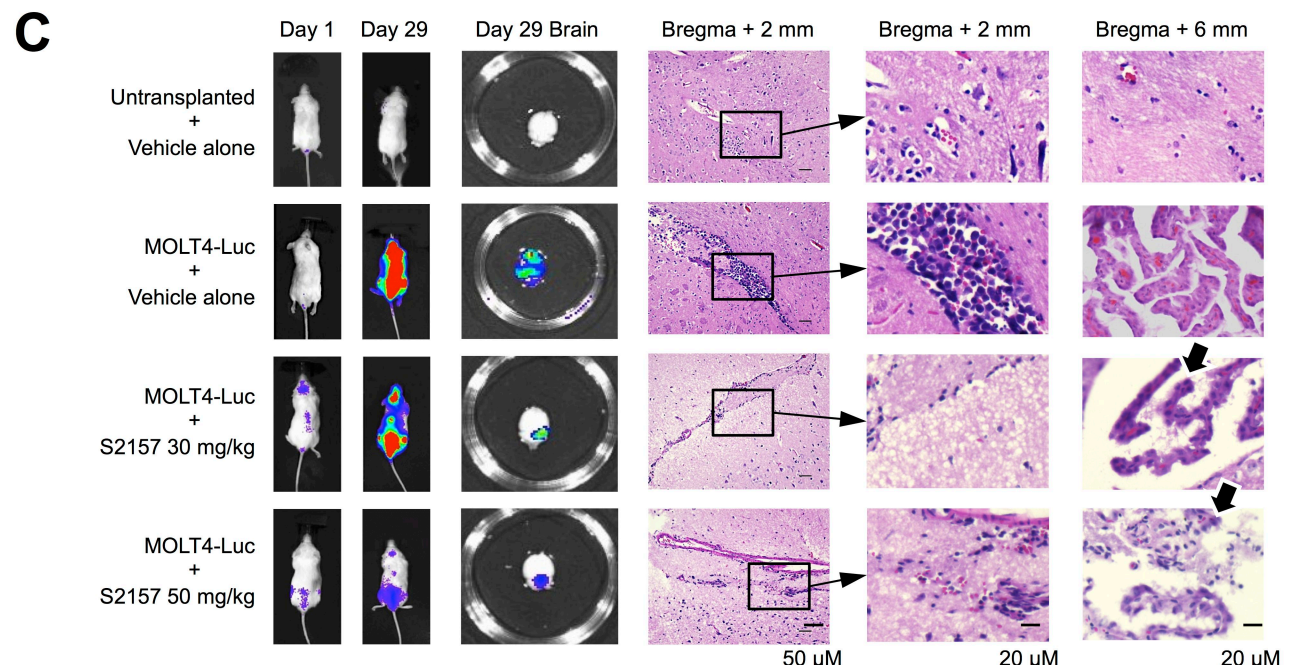 C
Day 1 Day 29 Day 29 Brain Bregma + 2 mm Bregma + 2 mm Bregma + 6 mm
Untransplanted
+
Vehicle alone
MOLT4-Luc
+
Vehicle alone
MOLT4-Luc
+
S2157 30 mg/kg
MOLT4-Luc
+
S2157 50 mg/kg
50 uM 20 uM 20 uM